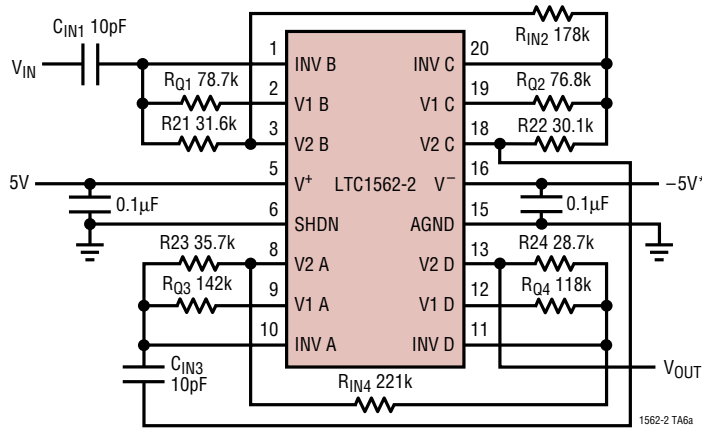 C_IN1 10pF
V_IN
R_IN2 178k
R_Q1 78.7k
R21 31.6k
1
2
3
INV B
V1 B
V2 B
INV C
V1 C
V2 C
20
19
18
R_Q2 76.8k
R22 30.1k
5V
0.1µF
5
6
V⁺
SHDN
LTC1562-2
V⁻
AGND
16
15
–5V*
0.1µF
R23 35.7k
R_Q3 142k
8
9
10
V2 A
V1 A
INV A
V2 D
V1 D
INV D
13
12
11
R24 28.7k
R_Q4 118k
C_IN3
10pF
R_IN4 221k
V_OUT
1562-2 TA6a